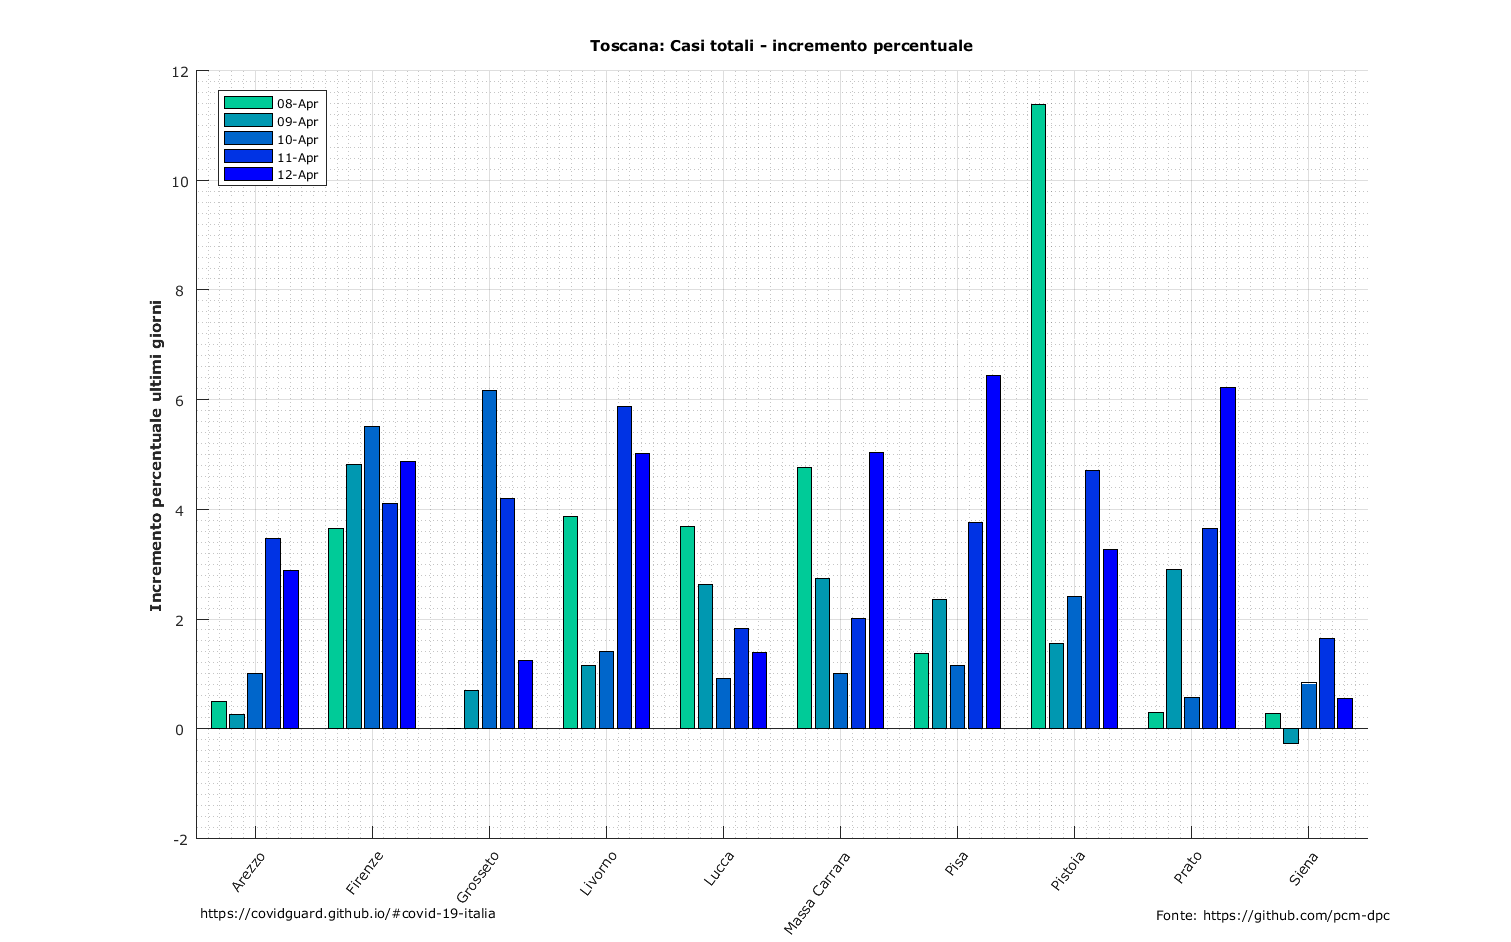 Toscana: Casi totali - incremento percentuale
12
10
8
6
4
2
0
-2
Incremento percentuale ultimi giorni
08-Apr
09-Apr
10-Apr
11-Apr
12-Apr
Arezzo
Firenze
Grosseto
Livorno
Lucca
Massa Carrara
Pisa
Pistoia
Prato
Siena
https://covidguard.github.io/#covid-19-italia
Fonte: https://github.com/pcm-dpc